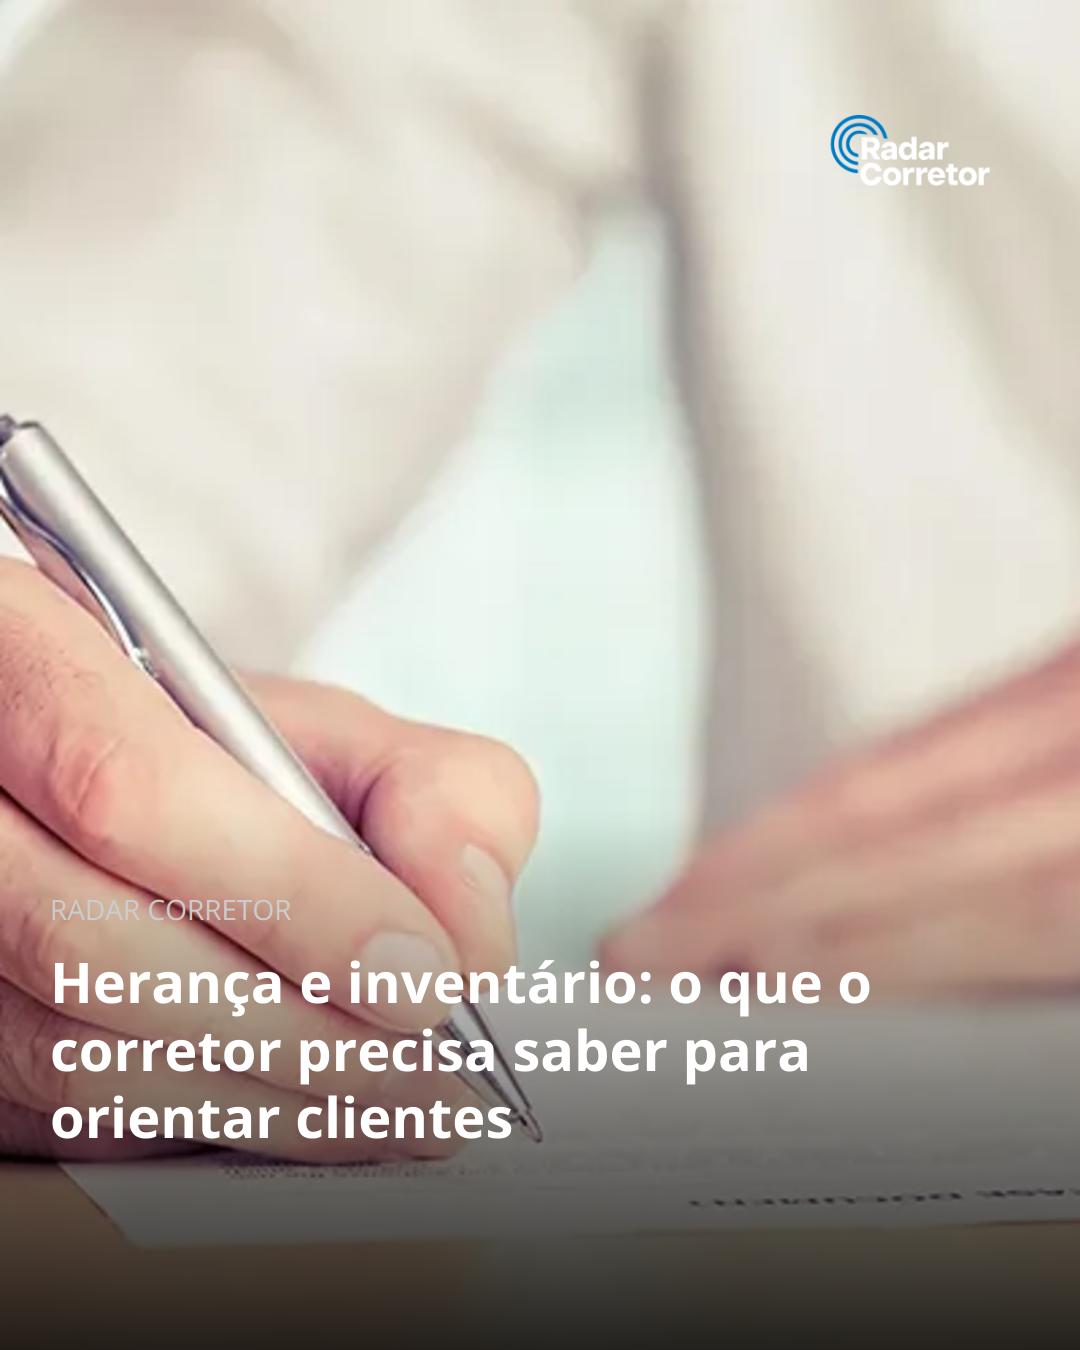 Radar
Corretor
RADAR CORRETOR
Herança e inventário: o que o
corretor precisa saber para
orientar clientes